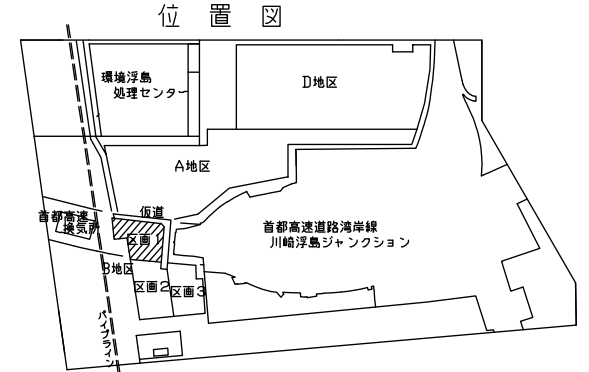 位置図
環境浮島
処理センター
D地区
A地区
仮道
首都高速
換気所
首都高速道路湾岸線
川崎浮島ジャンクション
区画1
B地区
区画2
区画3
パイプライン